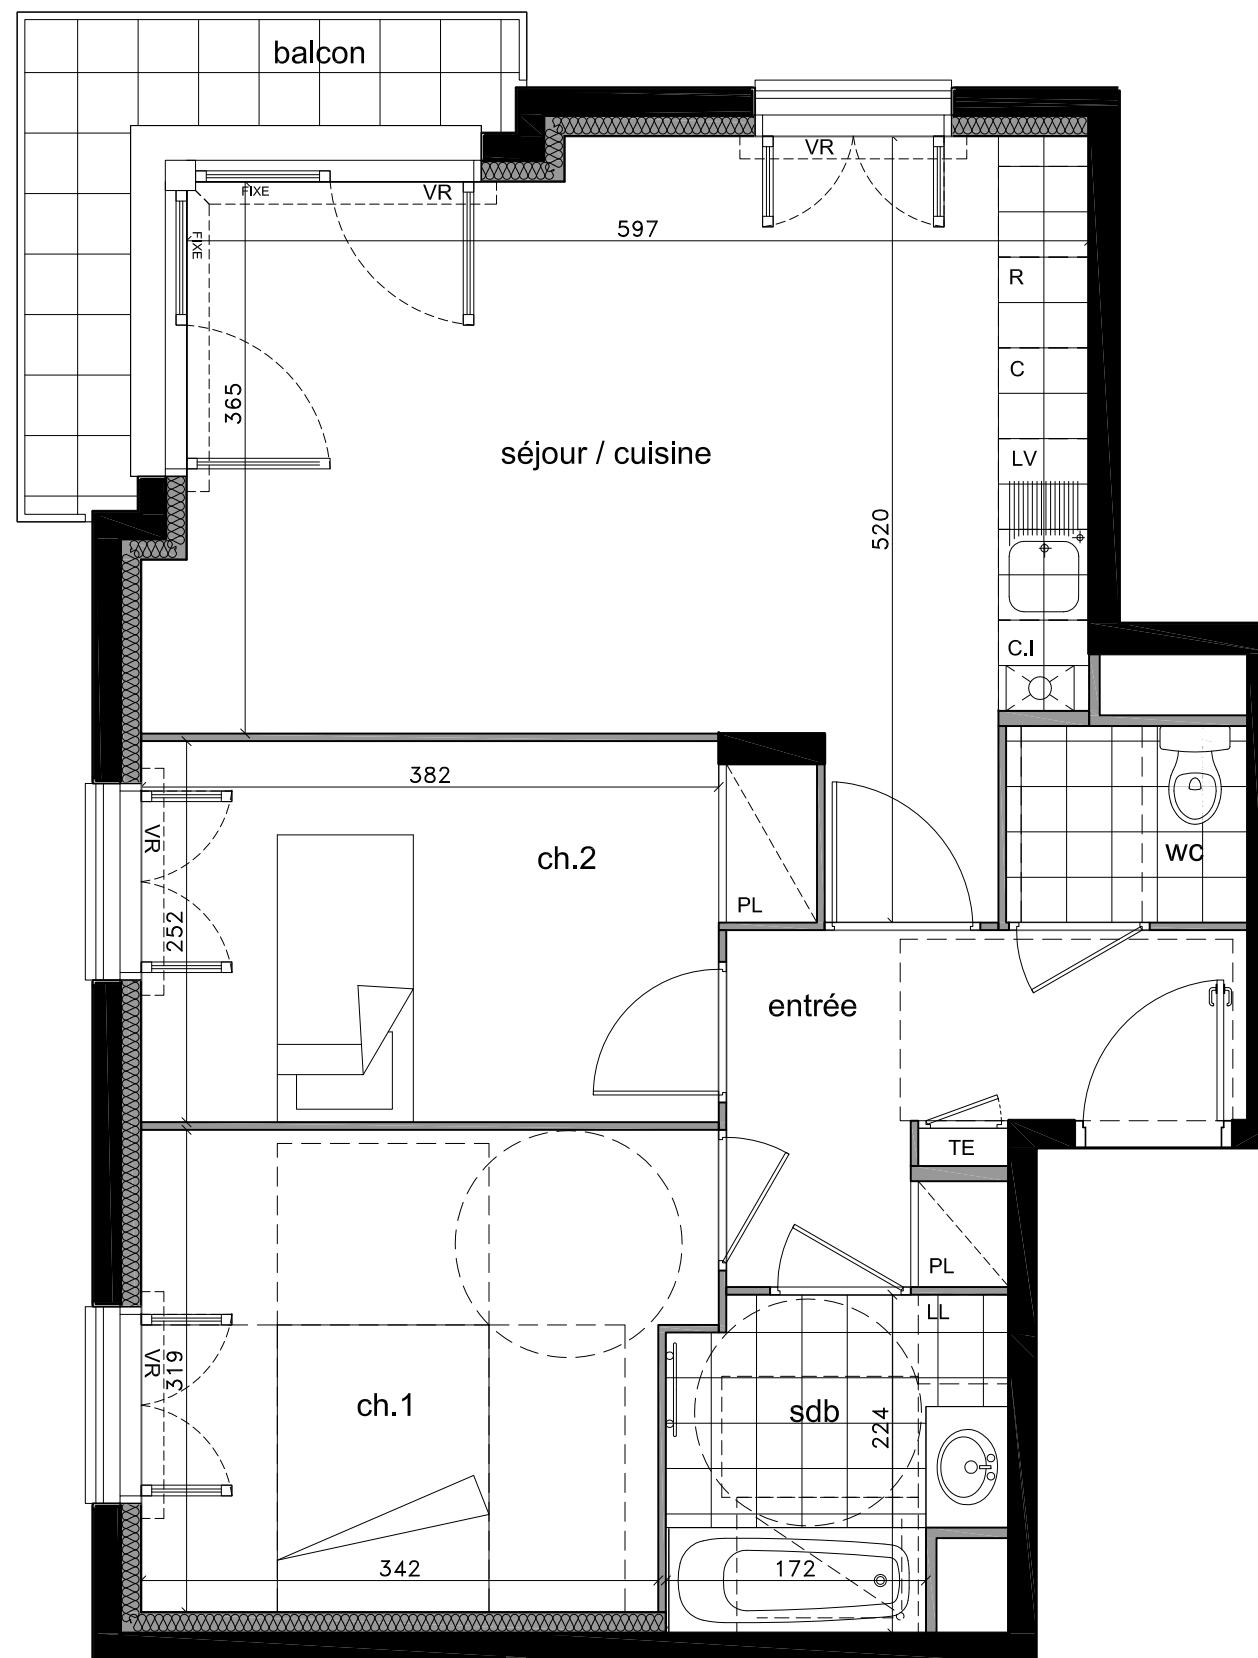 balcon
VR
FIXE
VR
597
FIXE
R
C
365
séjour / cuisine
LV
520
C.I
382
VR
ch.2
wc
PL
252
entrée
TE
PL
LL
VR
319
ch.1
sdb
224
342
172